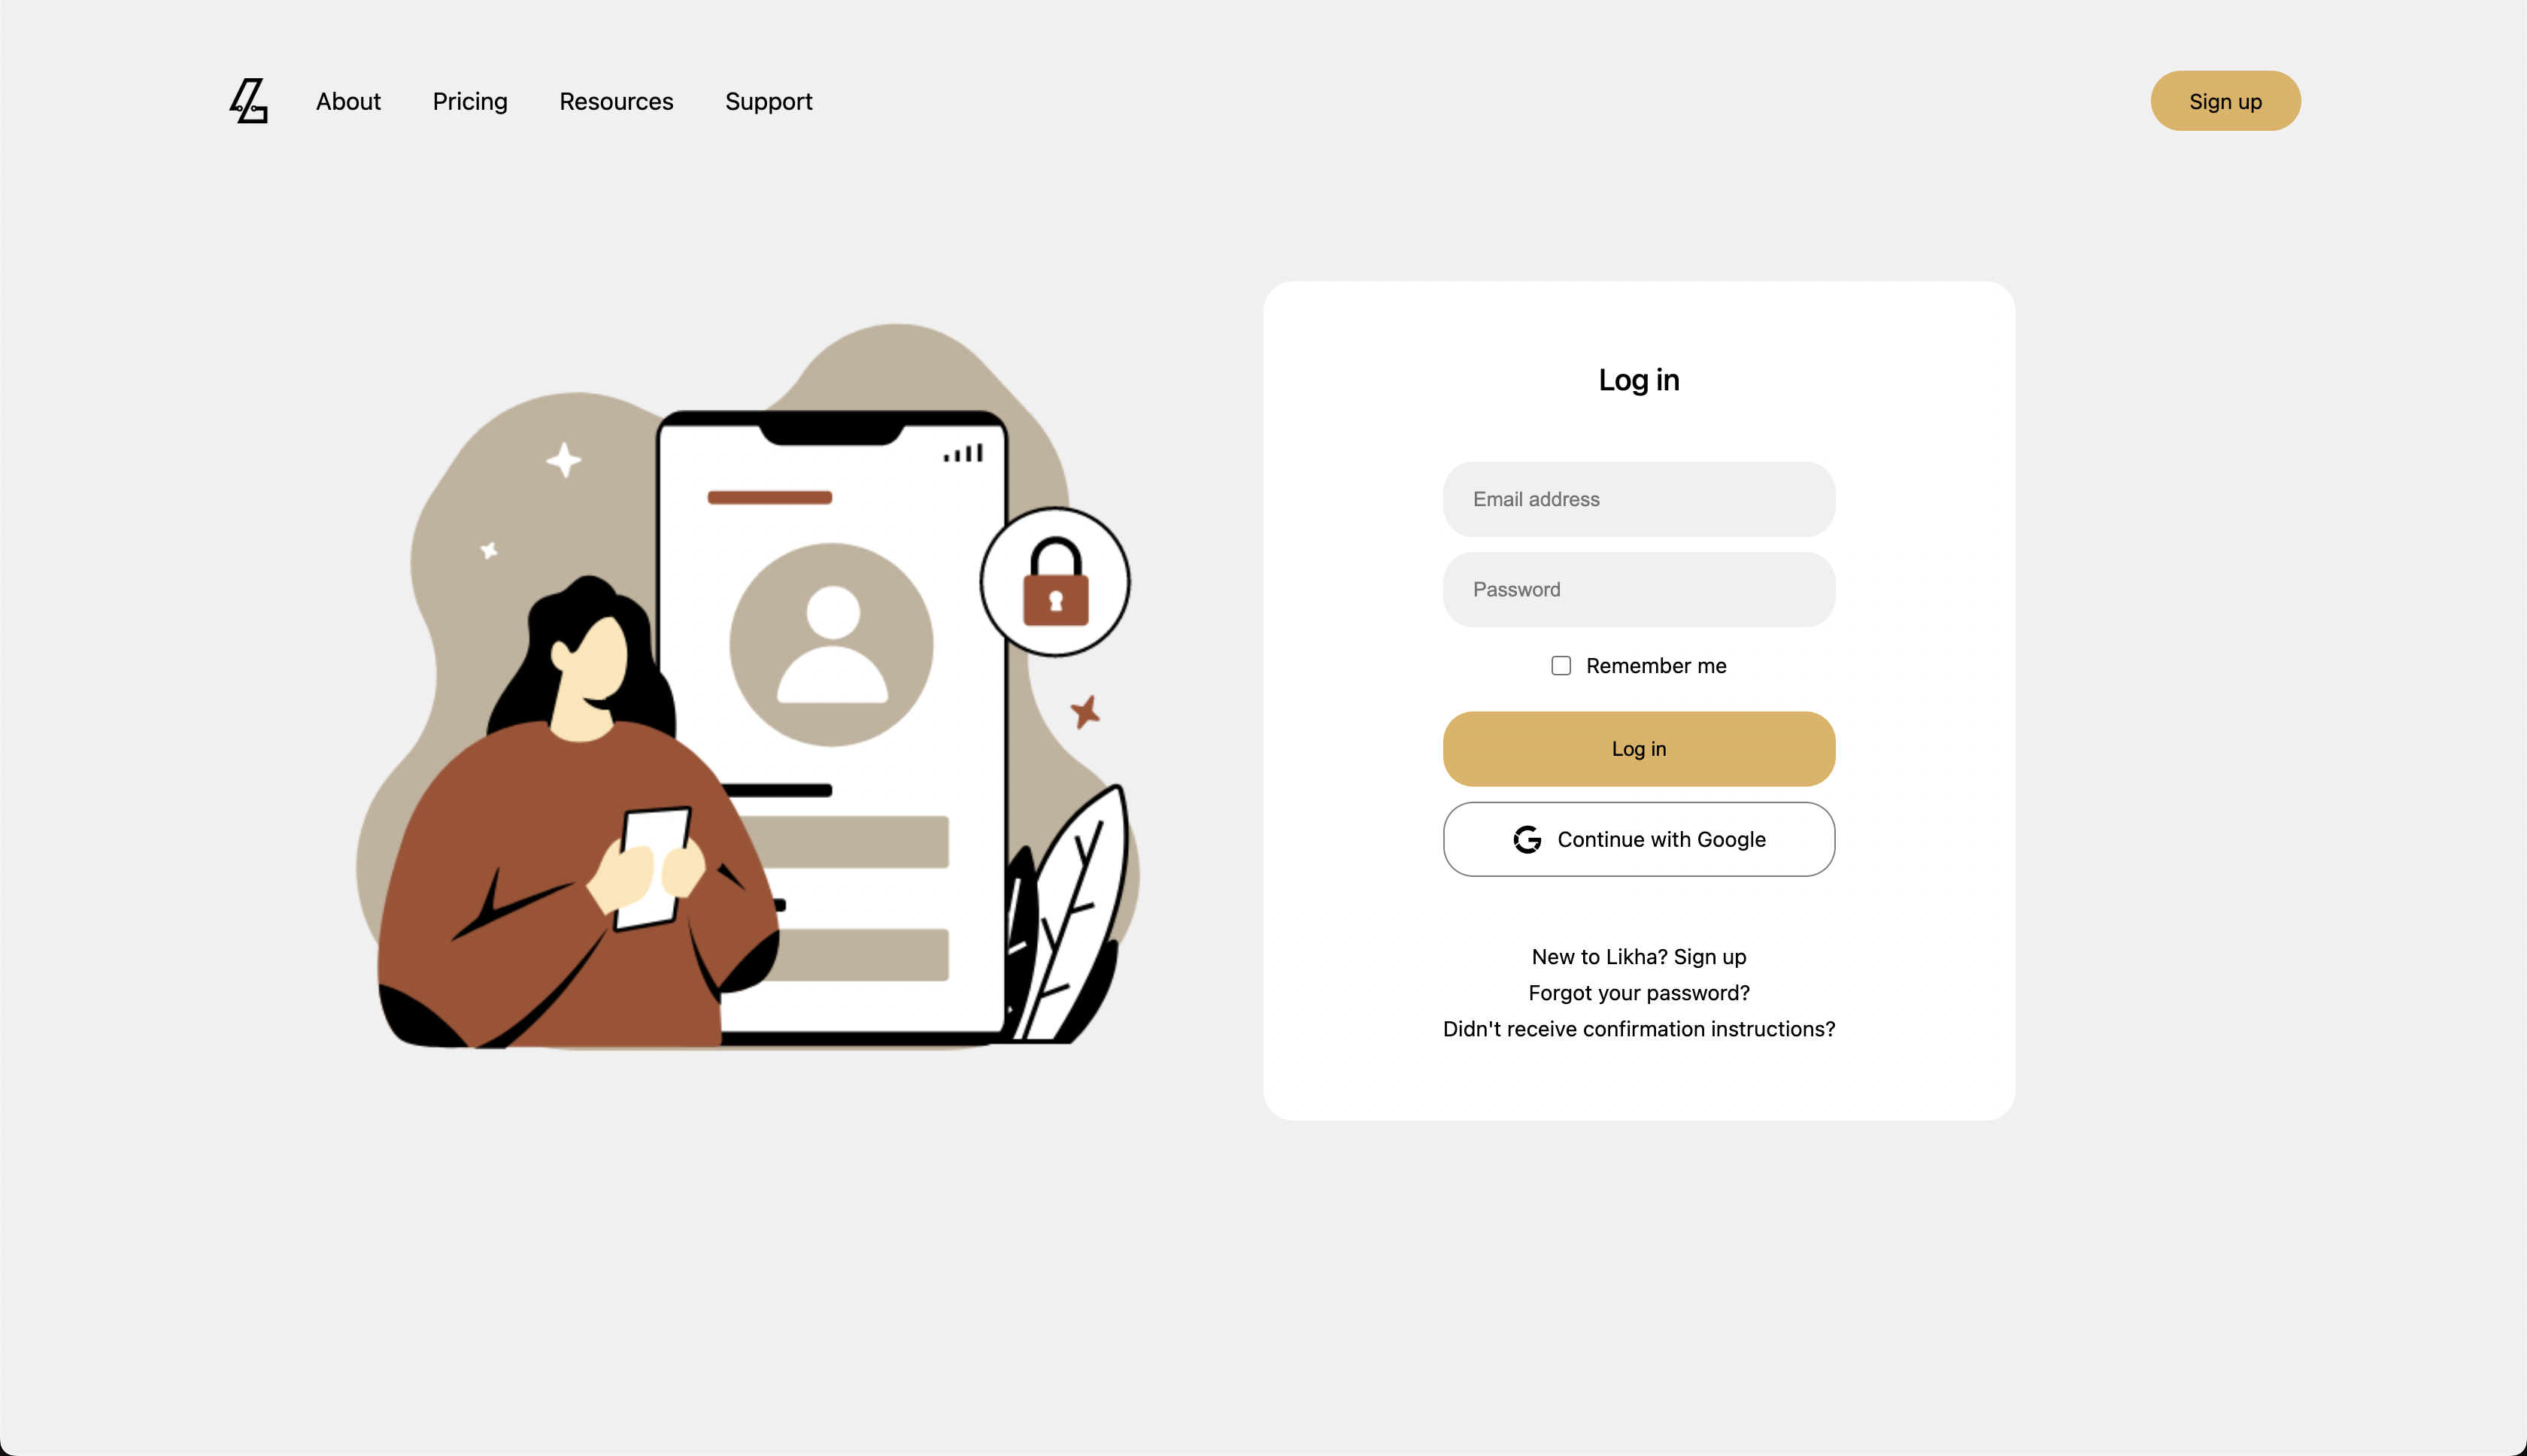 About Pricing Resources Support Sign up
Log in
Email address
Password
Remember me
Log in
Continue with Google
New to Likha? Sign up
Forgot your password?
Didn't receive confirmation instructions?